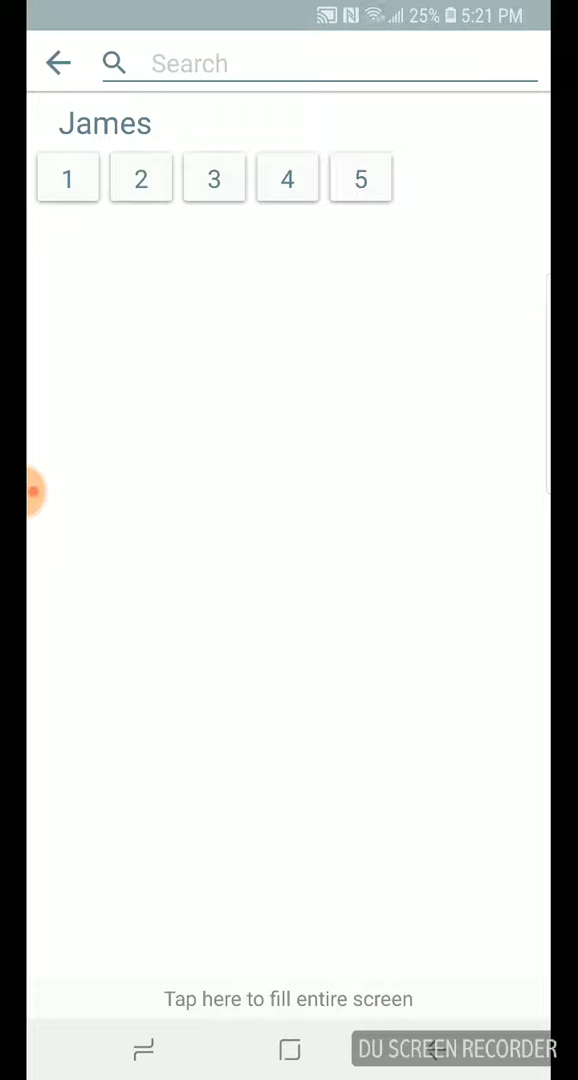 25% 5:21 PM
Search
James
1 2 3 4 5
Tap here to fill entire screen
DU SCREEN RECORDER